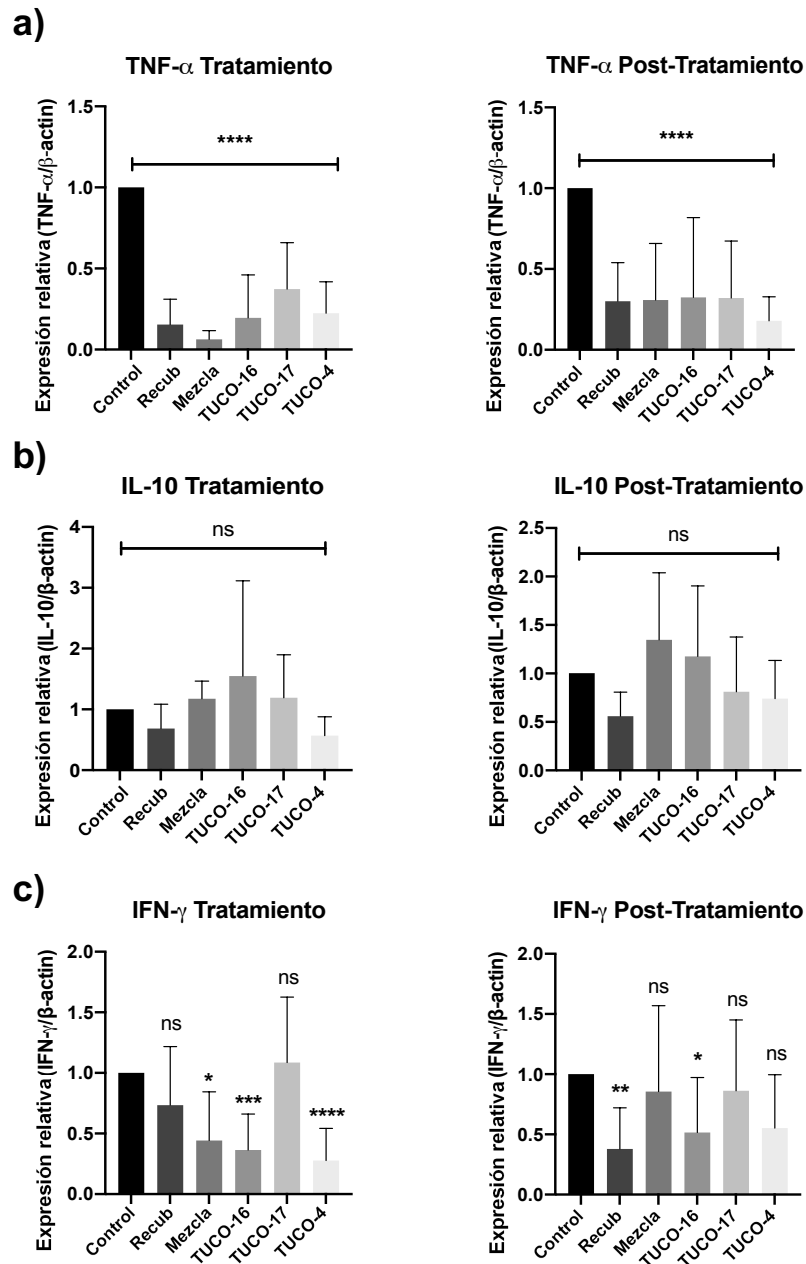 a)
TNF-α Tratamiento
Expresión relativa (TNF-α/β-actin)
1.5
1.0
0.5
0.0
****
Control
Recub
Mezcla
TUCO-16
TUCO-17
TUCO-4
TNF-α Post-Tratamiento
Expresión relativa (TNF-α/β-actin)
1.5
1.0
0.5
0.0
****
Control
Recub
Mezcla
TUCO-16
TUCO-17
TUCO-4
b)
IL-10 Tratamiento
Expresión relativa (IL-10/β-actin)
4
3
2
1
0
ns
Control
Recub
Mezcla
TUCO-16
TUCO-17
TUCO-4
IL-10 Post-Tratamiento
Expresión relativa (IL-10/β-actin)
2.5
2.0
1.5
1.0
0.5
0.0
ns
Control
Recub
Mezcla
TUCO-16
TUCO-17
TUCO-4
c)
IFN-γ Tratamiento
Expresión relativa (IFN-γ/β-actin)
2.0
1.5
1.0
0.5
0.0
ns
*
***
ns
****
Control
Recub
Mezcla
TUCO-16
TUCO-17
TUCO-4
IFN-γ Post-Tratamiento
Expresión relativa (IFN-γ/β-actin)
2.0
1.5
1.0
0.5
0.0
**
ns
*
ns
ns
Control
Recub
Mezcla
TUCO-16
TUCO-17
TUCO-4